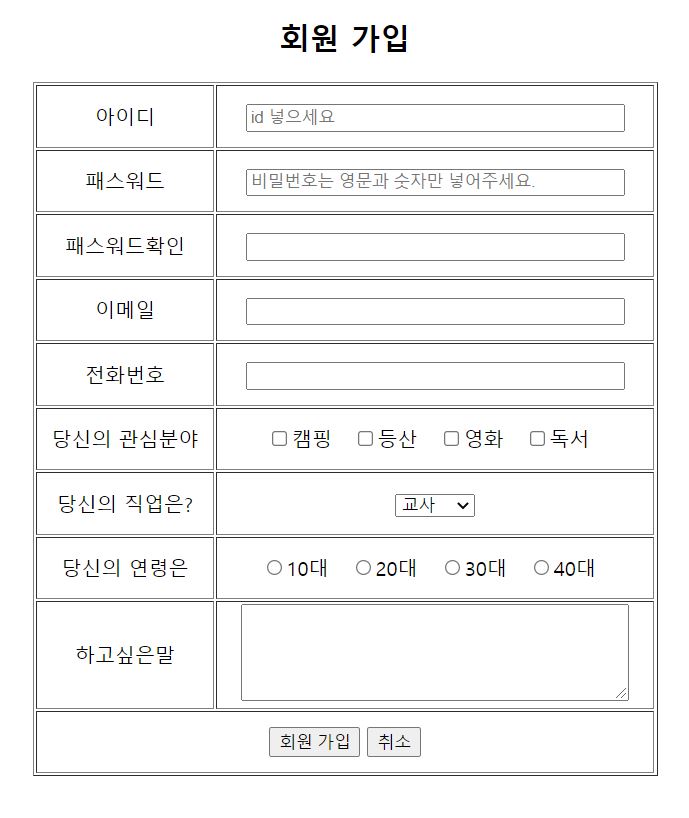 회원 가입
아이디 id 넣으세요
패스워드 비밀번호는 영문과 숫자만 넣어주세요.
패스워드확인
이메일
전화번호
당신의 관심분야 캠핑 등산 영화 독서
당신의 직업은? 교사
당신의 연령은 10대 20대 30대 40대
하고싶은말
회원 가입 취소